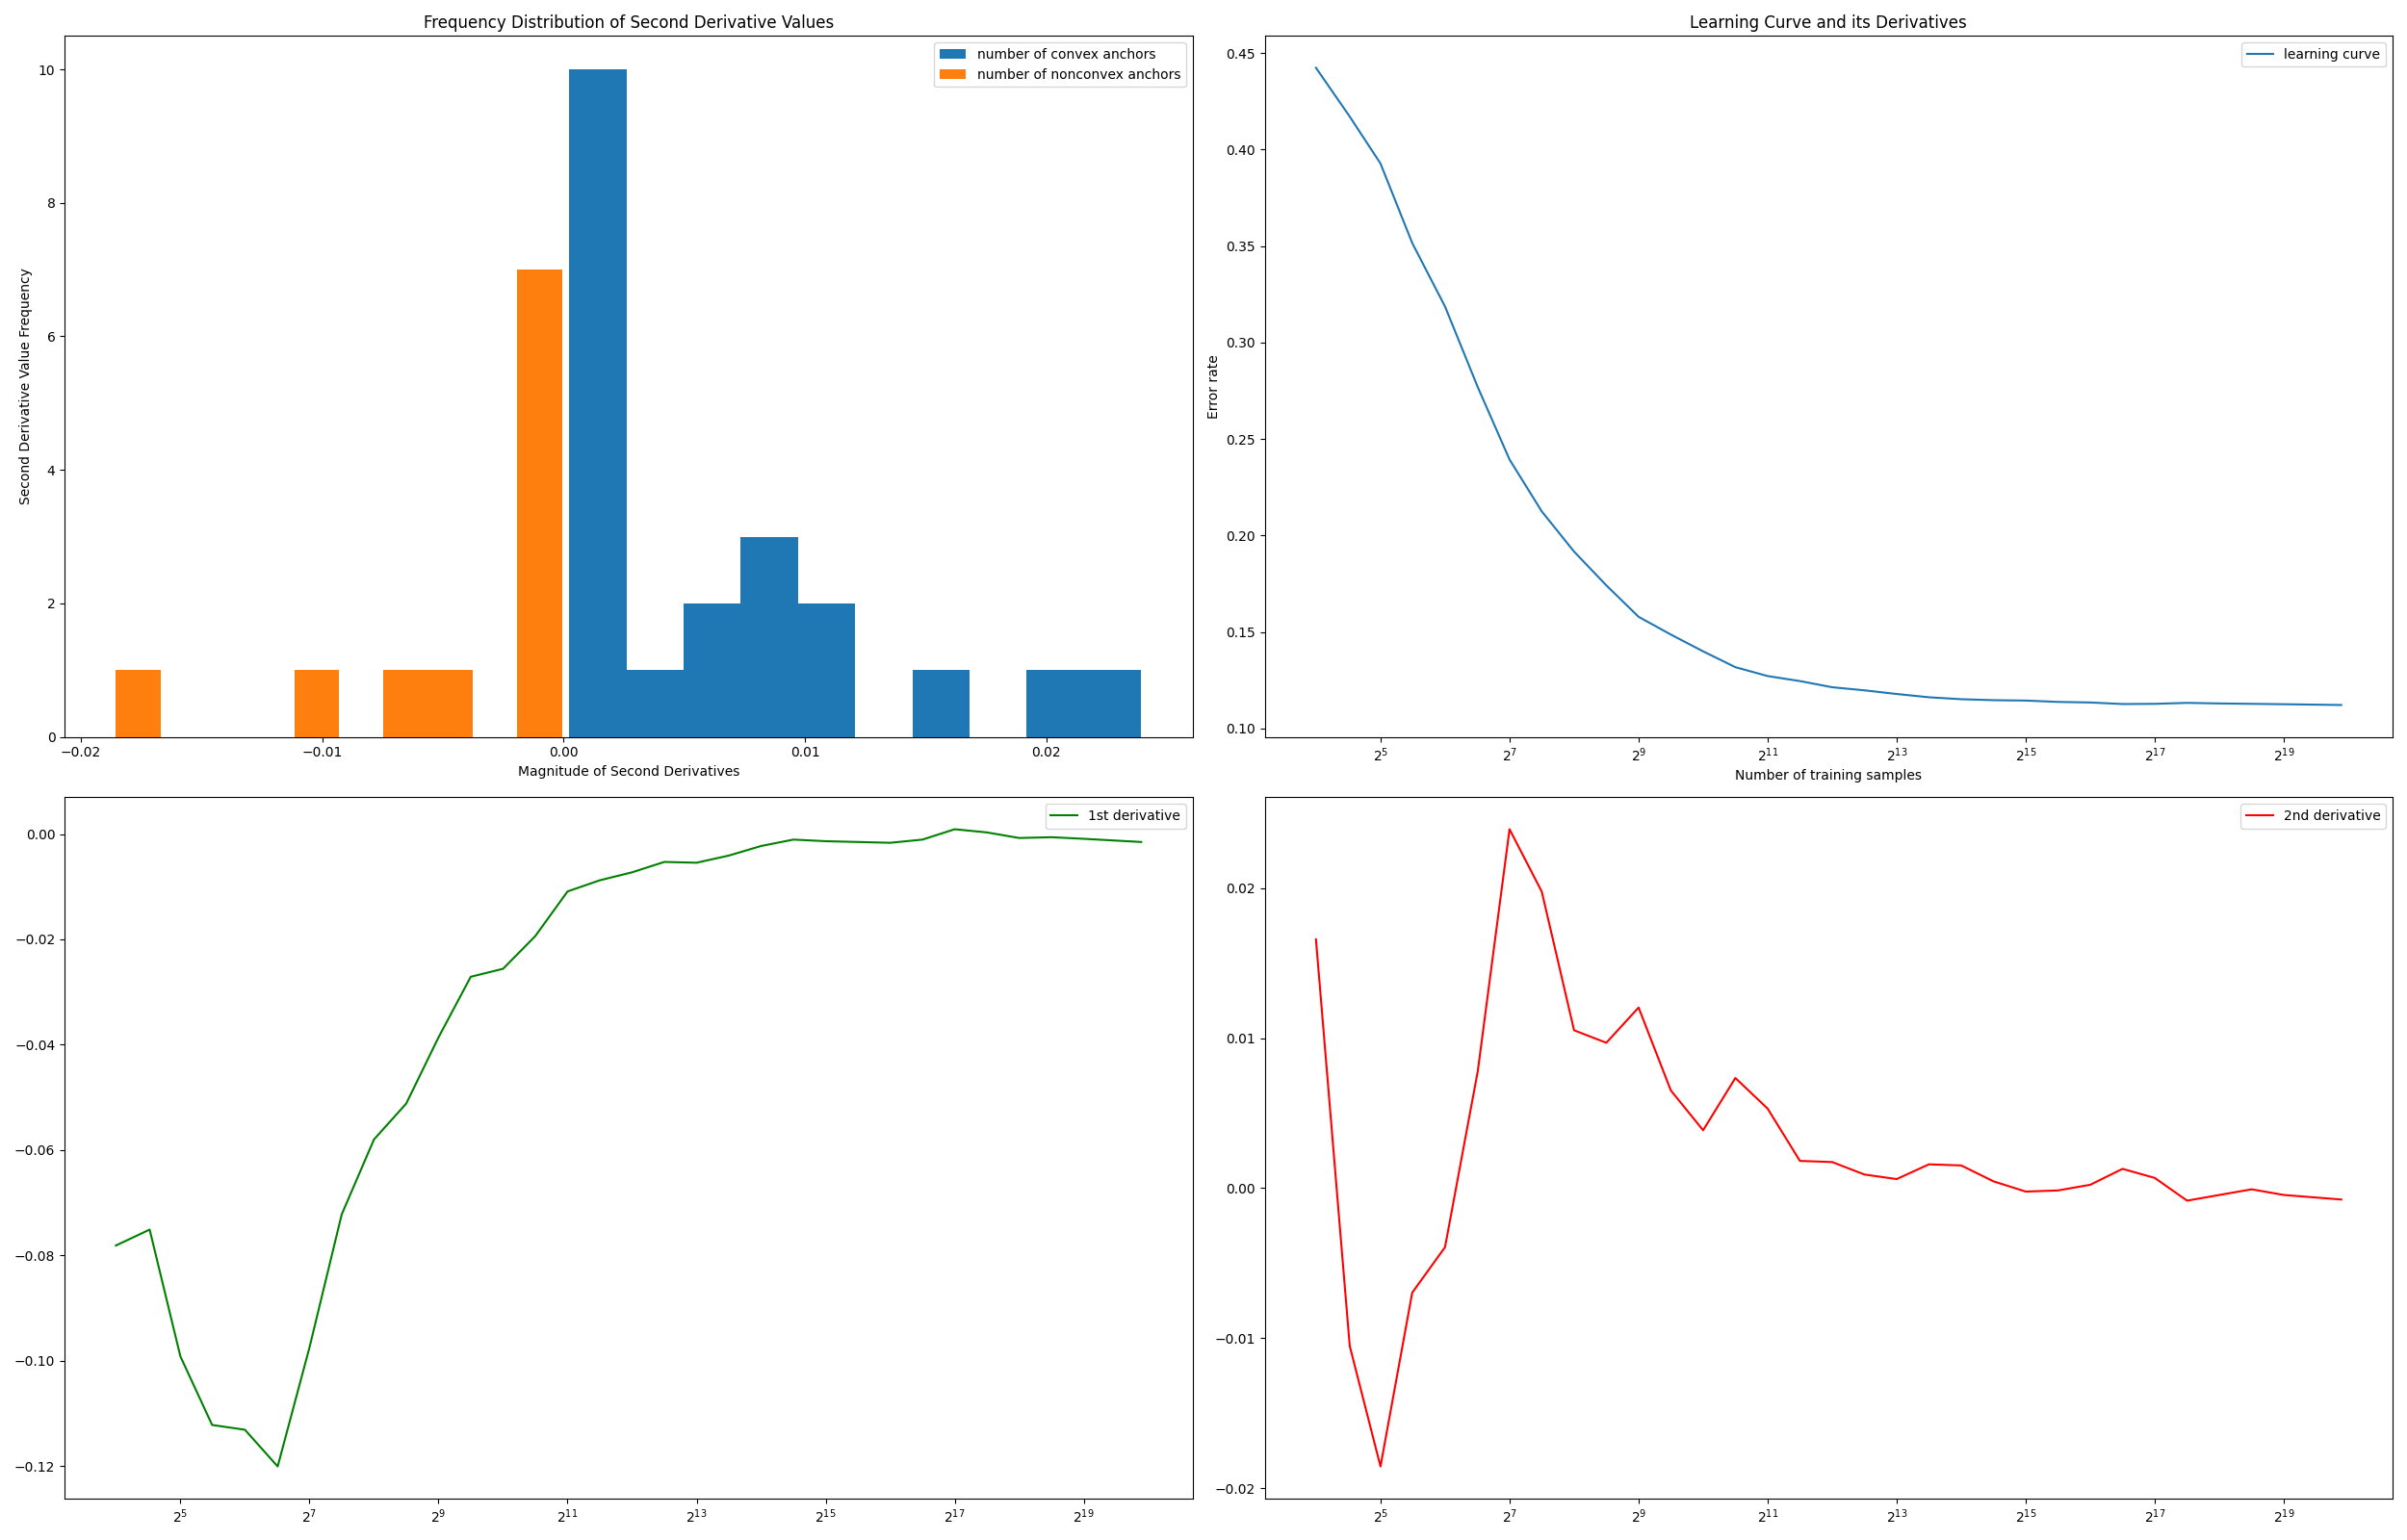 Frequency Distribution of Second Derivative Values
number of convex anchors
number of nonconvex anchors
10
8
6
4
2
0
Second Derivative Value Frequency
−0.02 −0.01 0.00 0.01 0.02
Magnitude of Second Derivatives
Learning Curve and its Derivatives
learning curve
0.45
0.40
0.35
0.30
0.25
0.20
0.15
0.10
Error rate
2^5 2^7 2^9 2^11 2^13 2^15 2^17 2^19
Number of training samples
1st derivative
0.00
−0.02
−0.04
−0.06
−0.08
−0.10
−0.12
2^5 2^7 2^9 2^11 2^13 2^15 2^17 2^19
2nd derivative
0.02
0.01
0.00
−0.01
−0.02
2^5 2^7 2^9 2^11 2^13 2^15 2^17 2^19